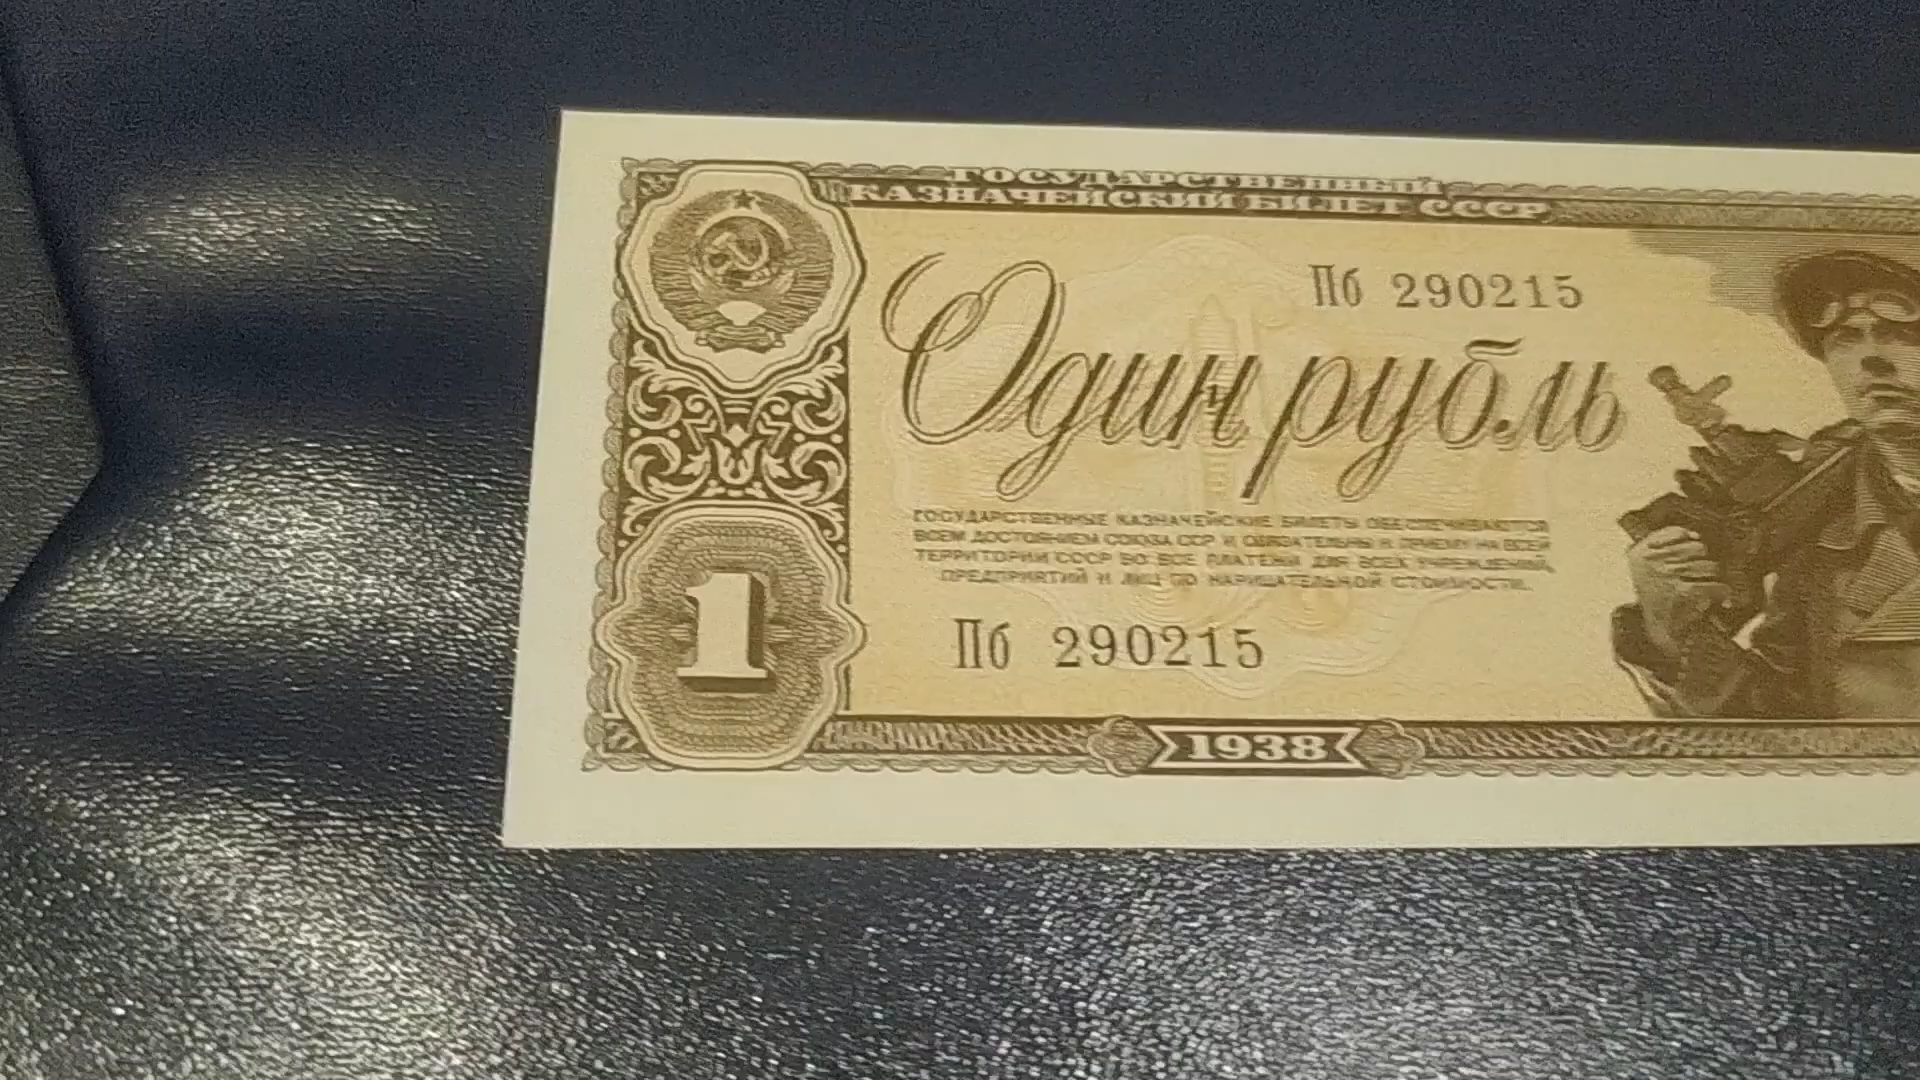 ГОСУДАРСТВЕННЫЙ
КАЗНАЧЕЙСКИЙ БИЛЕТ СССР
Пб 290215
Один рубль
ГОСУДАРСТВЕННЫЕ КАЗНАЧЕЙСКИЕ БИЛЕТЫ ОБЕСПЕЧИВАЮТСЯ
ВСЕМ ДОСТОЯНИЕМ СОЮЗА ССР И ОБЯЗАТЕЛЬНЫ К ПРИЕМУ НА ВСЕЙ
ТЕРРИТОРИИ СССР ВО ВСЕ ПЛАТЕЖИ ДЛЯ ВСЕХ УЧРЕЖДЕНИЙ,
ПРЕДПРИЯТИЙ И ЛИЦ ПО НАРИЦАТЕЛЬНОЙ СТОИМОСТИ.
1
Пб 290215
1938